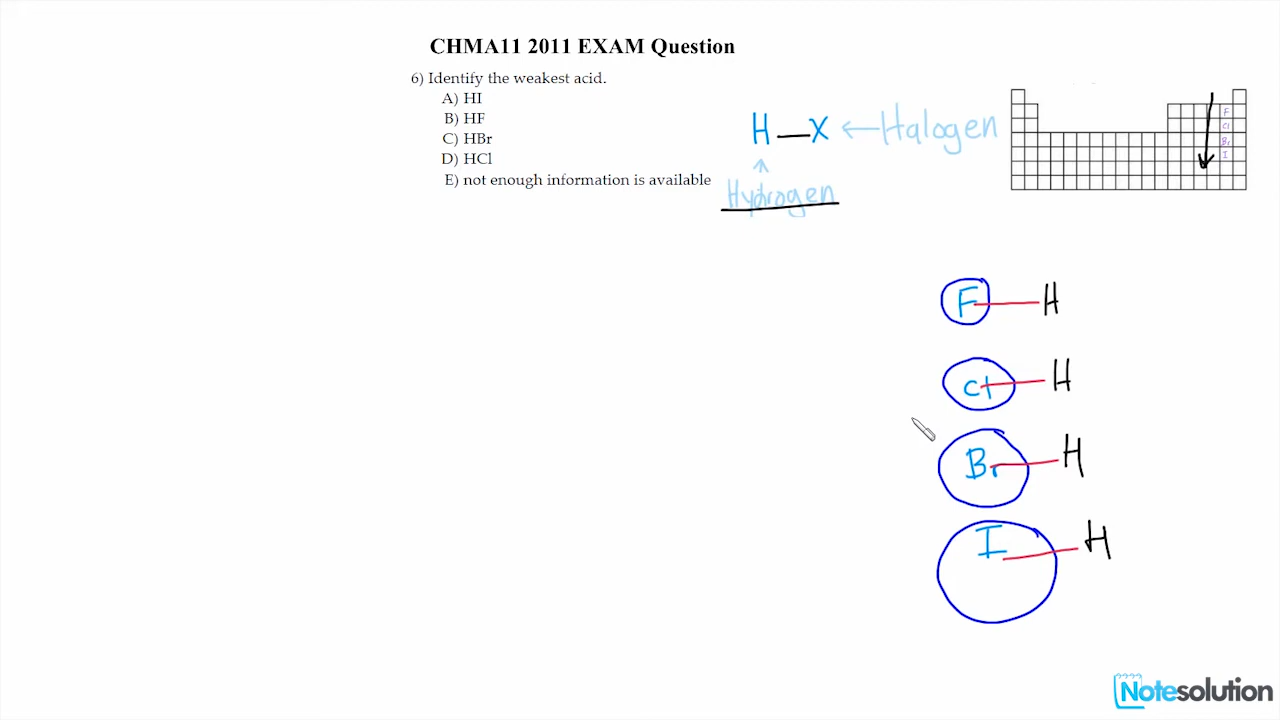 CHMA11 2011 EXAM Question
6) Identify the weakest acid.
A) HI
B) HF
C) HBr
D) HCl
E) not enough information is available
H — X ← Halogen
Hydrogen
F
Cl
Br
I
F — H
Cl — H
Br — H
I — H
Notesolution